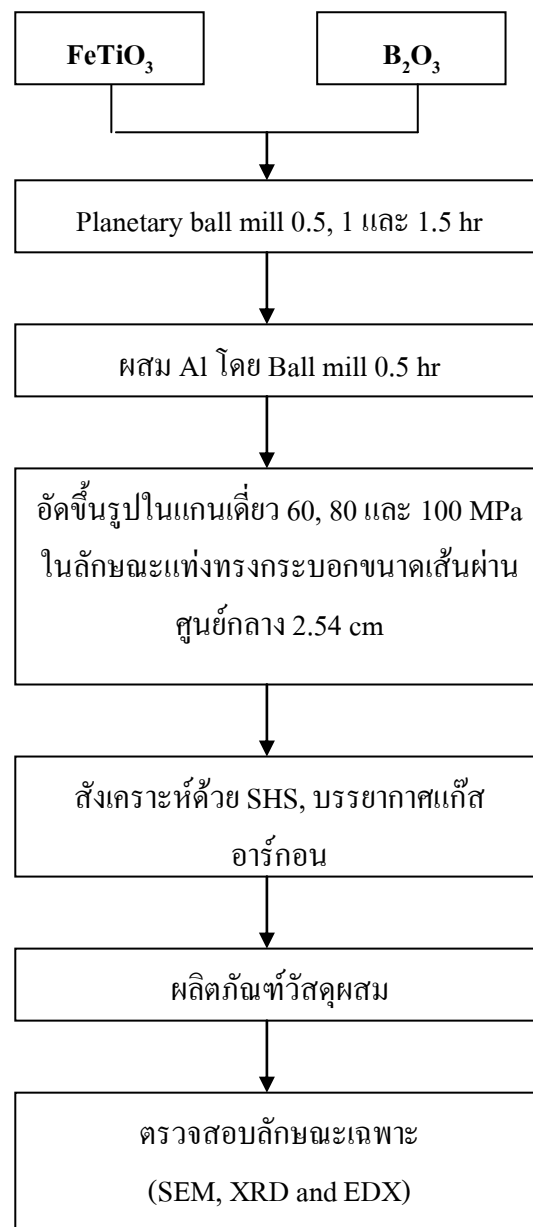 FeTiO₃
B₂O₃
Planetary ball mill 0.5, 1 และ 1.5 hr
ผสม Al โดย Ball mill 0.5 hr
อัดขึ้นรูปในแกนเดี่ยว 60, 80 และ 100 MPa
ในลักษณะแท่งทรงกระบอกขนาดเส้นผ่าน
ศูนย์กลาง 2.54 cm
สังเคราะห์ด้วย SHS, บรรยากาศแก๊ส
อาร์กอน
ผลิตภัณฑ์วัสดุผสม
ตรวจสอบลักษณะเฉพาะ
(SEM, XRD and EDX)